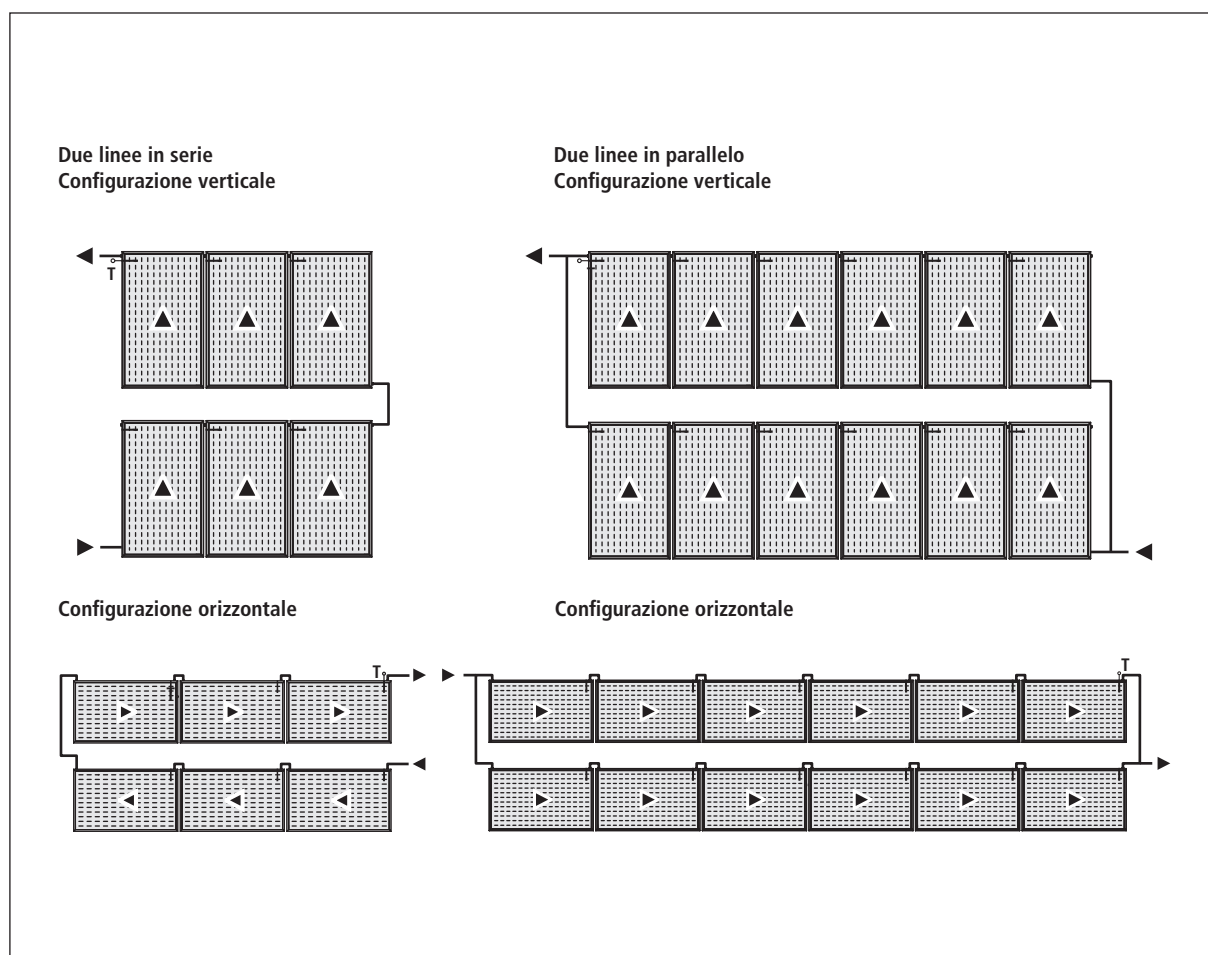 Due linee in serie
Configurazione verticale
Due linee in parallelo
Configurazione verticale
T
Configurazione orizzontale
Configurazione orizzontale
T
T
T